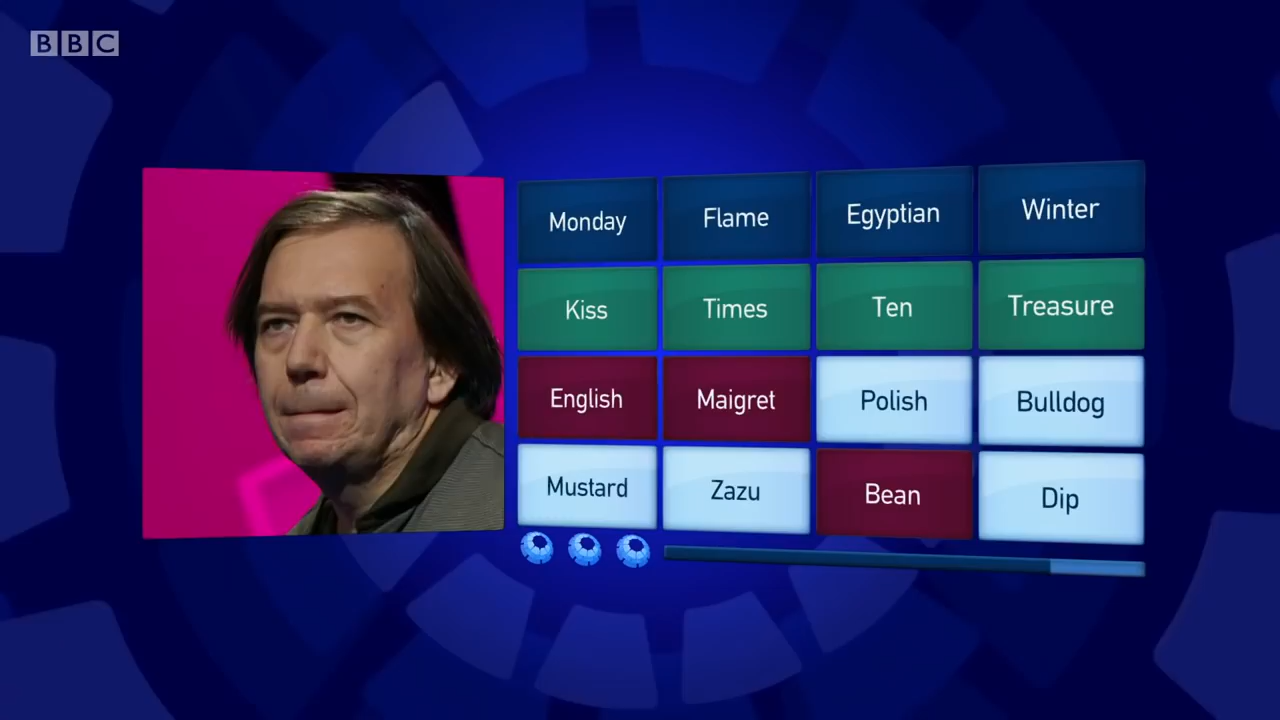 BBC
Monday
Flame
Egyptian
Winter
Kiss
Times
Ten
Treasure
English
Maigret
Polish
Bulldog
Mustard
Zazu
Bean
Dip